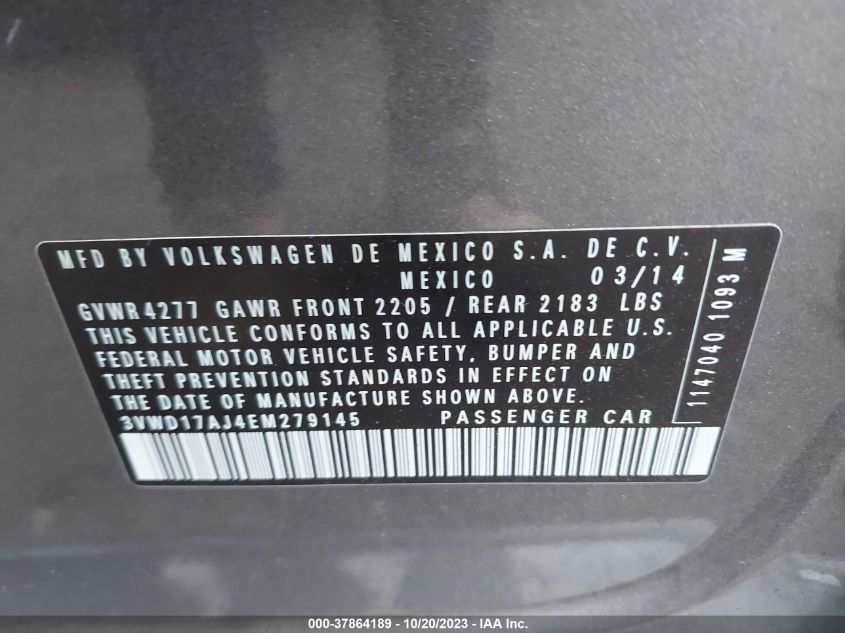 MFD BY VOLKSWAGEN DE MEXICO S.A. DE C.V.
MEXICO 03/14
GVWR 4277 GAWR FRONT 2205 / REAR 2183 LBS
THIS VEHICLE CONFORMS TO ALL APPLICABLE U.S.
FEDERAL MOTOR VEHICLE SAFETY, BUMPER AND
THEFT PREVENTION STANDARDS IN EFFECT ON
THE DATE OF MANUFACTURE SHOWN ABOVE.
3VWD17AJ4EM279145 PASSENGER CAR
1147040 1093 M
000-37864189 - 10/20/2023 - IAA Inc.